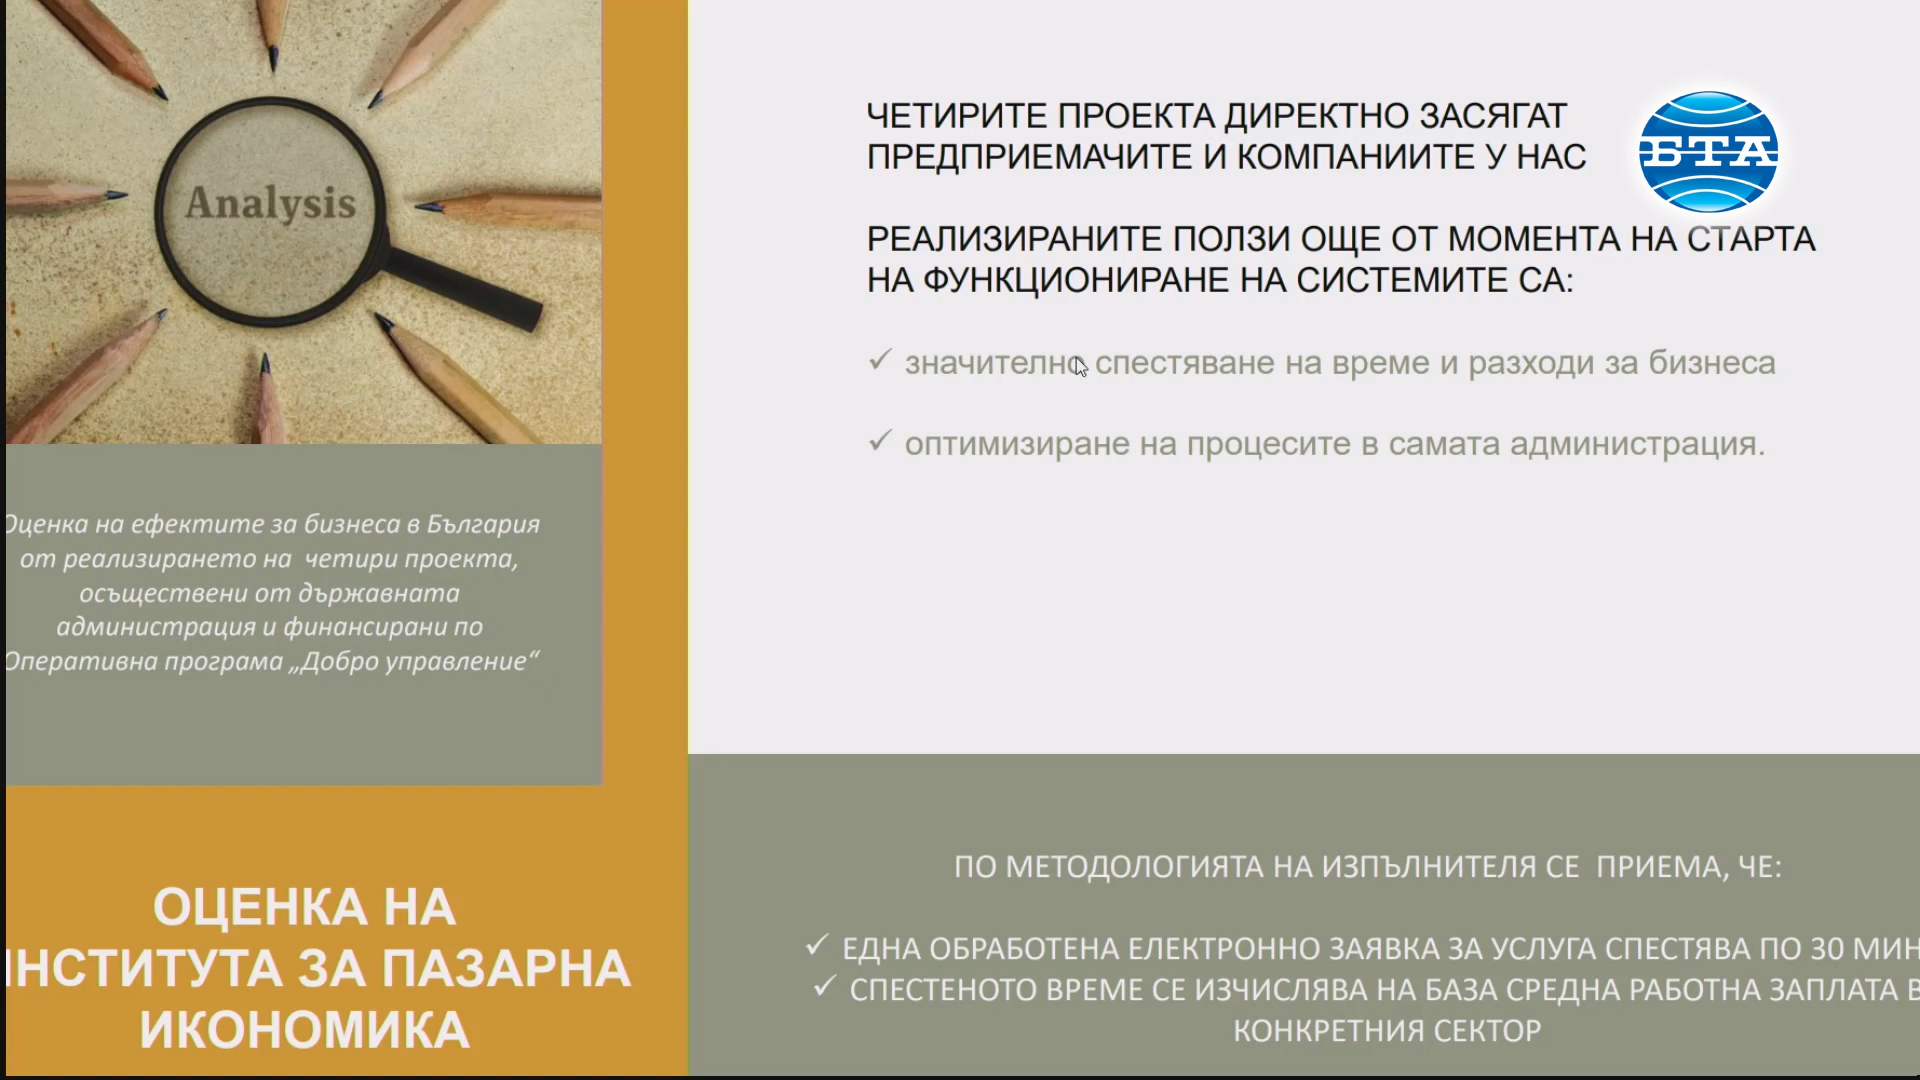 Analysis
Оценка на ефектите за бизнеса в България
от реализирането на четири проекта,
осъществени от държавната
администрация и финансирани по
Оперативна програма „Добро управление“
ОЦЕНКА НА
ИНСТИТУТА ЗА ПАЗАРНА
ИКОНОМИКА
ЧЕТИРИТЕ ПРОЕКТА ДИРЕКТНО ЗАСЯГАТ
ПРЕДПРИЕМАЧИТЕ И КОМПАНИИТЕ У НАС
БТА
РЕАЛИЗИРАНИТЕ ПОЛЗИ ОЩЕ ОТ МОМЕНТА НА СТАРТА
НА ФУНКЦИОНИРАНЕ НА СИСТЕМИТЕ СА:
✓ значително спестяване на време и разходи за бизнеса
✓ оптимизиране на процесите в самата администрация.
ПО МЕТОДОЛОГИЯТА НА ИЗПЪЛНИТЕЛЯ СЕ ПРИЕМА, ЧЕ:
✓ ЕДНА ОБРАБОТЕНА ЕЛЕКТРОННО ЗАЯВКА ЗА УСЛУГА СПЕСТЯВА ПО 30 МИН
✓ СПЕСТЕНОТО ВРЕМЕ СЕ ИЗЧИСЛЯВА НА БАЗА СРЕДНА РАБОТНА ЗАПЛАТА В
КОНКРЕТНИЯ СЕКТОР